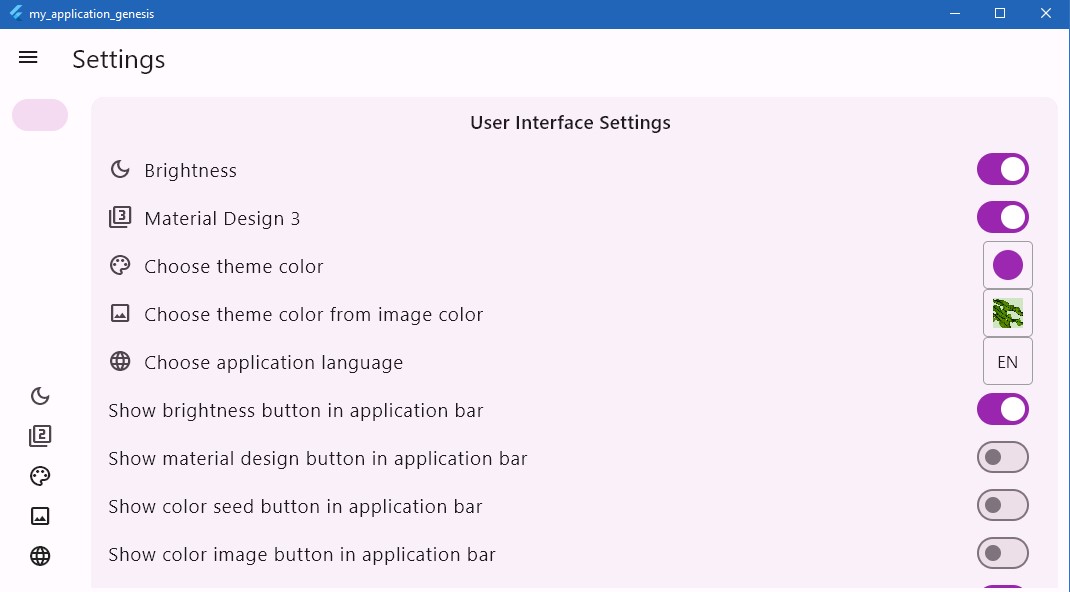 my_application_genesis
Settings
User Interface Settings
Brightness
3
Material Design 3
Choose theme color
Choose theme color from image color
Choose application language
EN
Show brightness button in application bar
2
Show material design button in application bar
Show color seed button in application bar
Show color image button in application bar